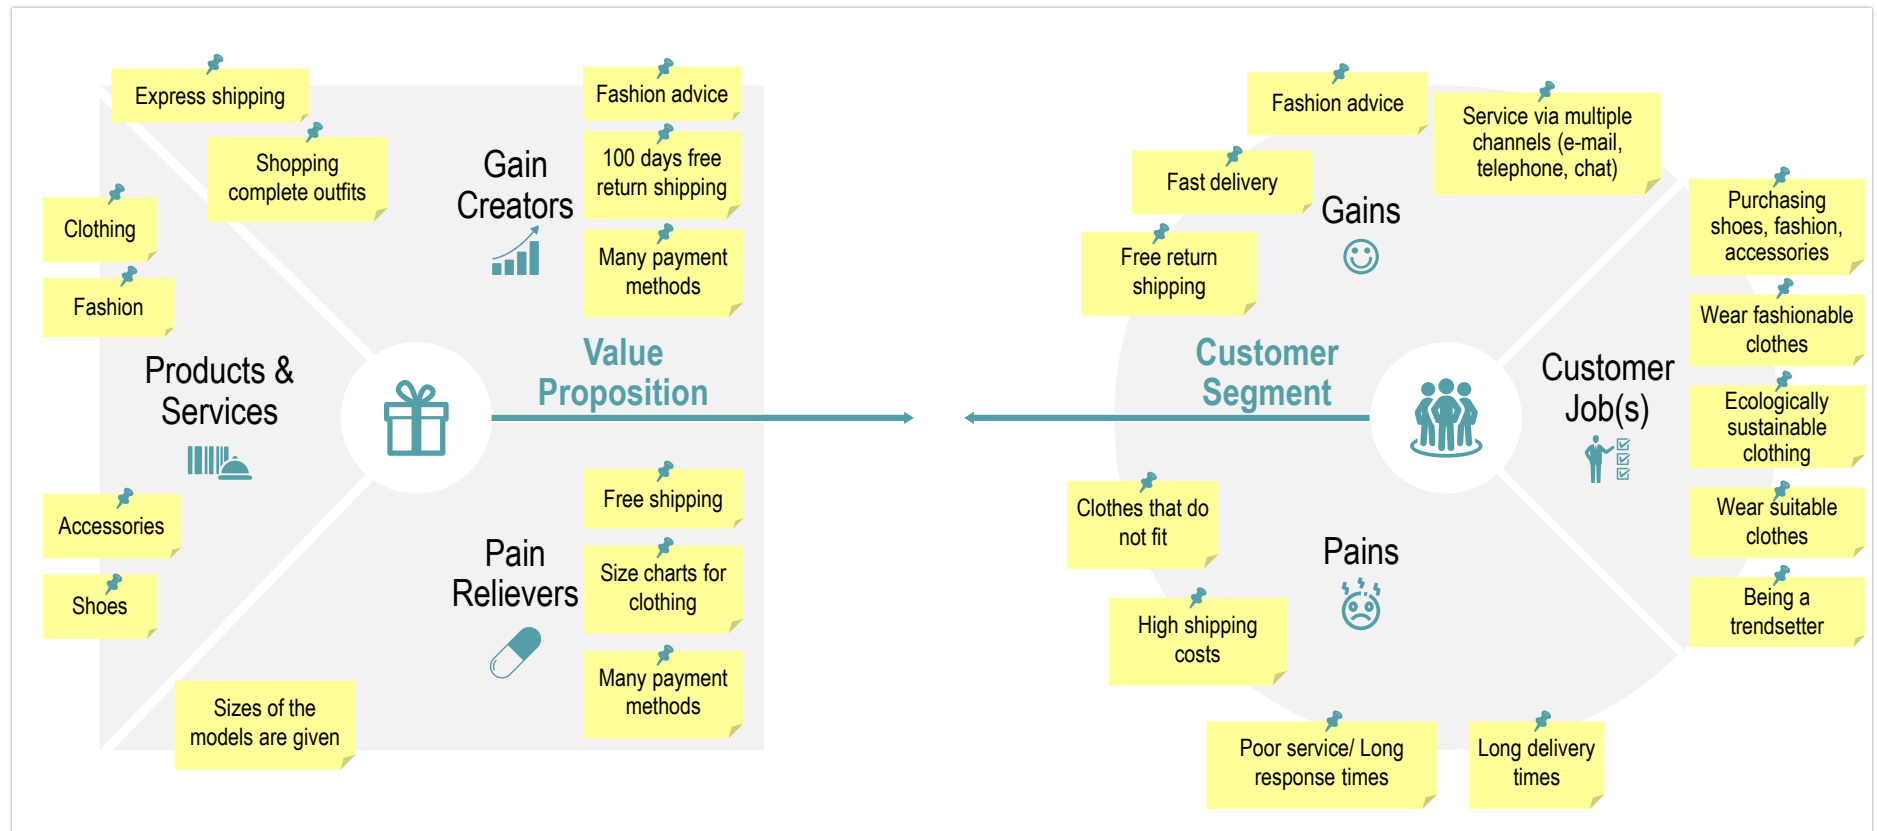 Express shipping
Shopping
complete outfits
Gain
Creators
Fashion advice
100 days free
return shipping
Many payment
methods
Clothing
Fashion
Products &
Services
Accessories
Shoes
Value
Proposition
Free shipping
Pain
Relievers
Size charts for
clothing
Many payment
methods
Sizes of the
models are given
Fashion advice
Service via multiple
channels (e-mail,
telephone, chat)
Fast delivery
Gains
Free return
shipping
Customer
Segment
Purchasing
shoes, fashion,
accessories
Wear fashionable
clothes
Customer
Job(s)
Ecologically
sustainable
clothing
Wear suitable
clothes
Being a
trendsetter
Clothes that do
not fit
Pains
High shipping
costs
Poor service/ Long
response times
Long delivery
times